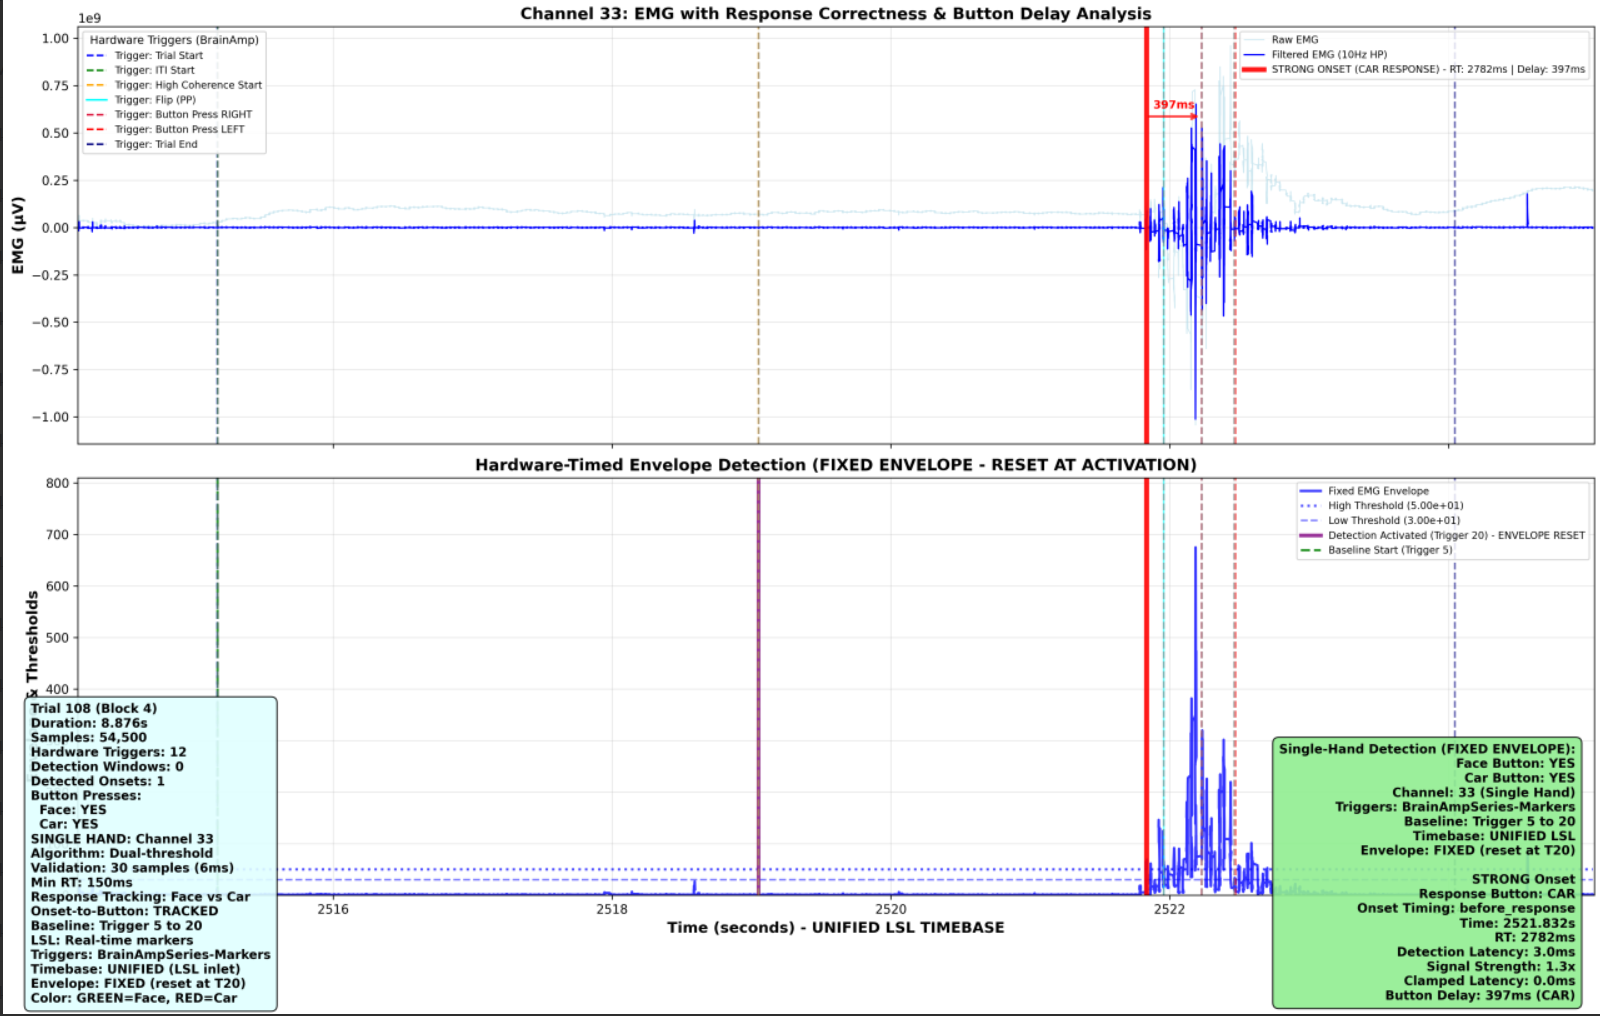 Channel 33: EMG with Response Correctness & Button Delay Analysis
1e9
1.00
0.75
0.50
0.25
0.00
−0.25
−0.50
−0.75
−1.00
EMG (µV)
Hardware Triggers (BrainAmp)
Trigger: Trial Start
Trigger: ITI Start
Trigger: High Coherence Start
Trigger: Flip (PP)
Trigger: Button Press RIGHT
Trigger: Button Press LEFT
Trigger: Trial End
397ms
Raw EMG
Filtered EMG (10Hz HP)
STRONG ONSET (CAR RESPONSE) - RT: 2782ms | Delay: 397ms
Hardware-Timed Envelope Detection (FIXED ENVELOPE - RESET AT ACTIVATION)
800
700
600
500
400
& Thresholds
Fixed EMG Envelope
High Threshold (5.00e+01)
Low Threshold (3.00e+01)
Detection Activated (Trigger 20) - ENVELOPE RESET
Baseline Start (Trigger 5)
Trial 108 (Block 4)
Duration: 8.876s
Samples: 54,500
Hardware Triggers: 12
Detection Windows: 0
Detected Onsets: 1
Button Presses:
Face: YES
Car: YES
SINGLE HAND: Channel 33
Algorithm: Dual-threshold
Validation: 30 samples (6ms)
Min RT: 150ms
Response Tracking: Face vs Car
Onset-to-Button: TRACKED
Baseline: Trigger 5 to 20
LSL: Real-time markers
Triggers: BrainAmpSeries-Markers
Timebase: UNIFIED (LSL inlet)
Envelope: FIXED (reset at T20)
Color: GREEN=Face, RED=Car
Single-Hand Detection (FIXED ENVELOPE):
Face Button: YES
Car Button: YES
Channel: 33 (Single Hand)
Triggers: BrainAmpSeries-Markers
Baseline: Trigger 5 to 20
Timebase: UNIFIED LSL
Envelope: FIXED (reset at T20)
STRONG Onset
Response Button: CAR
Onset Timing: before_response
Time: 2521.832s
RT: 2782ms
Detection Latency: 3.0ms
Signal Strength: 1.3x
Clamped Latency: 0.0ms
Button Delay: 397ms (CAR)
2516
2518
2520
2522
Time (seconds) - UNIFIED LSL TIMEBASE